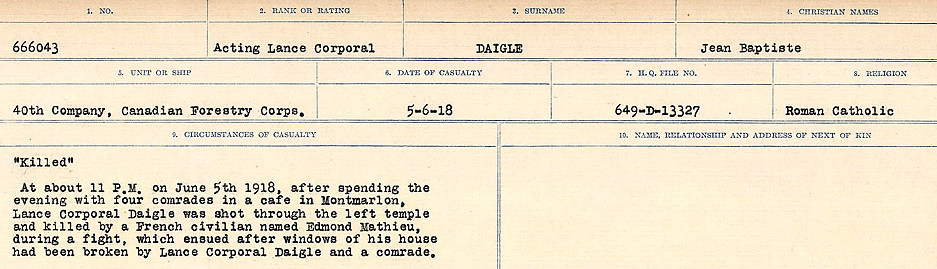 1. NO.
2. RANK OR RATING
3. SURNAME
4. CHRISTIAN NAMES
666043
Acting Lance Corporal
DAIGLE
Jean Baptiste
5. UNIT OR SHIP
6. DATE OF CASUALTY
7. H.Q. FILE NO.
8. RELIGION
40th Company, Canadian Forestry Corps.
5-6-18
649-D-13327
Roman Catholic
9. CIRCUMSTANCES OF CASUALTY
10. NAME, RELATIONSHIP AND ADDRESS OF NEXT OF KIN
"Killed"
At about 11 P.M. on June 5th 1918, after spending the
evening with four comrades in a cafe in Montmarlon,
Lance Corporal Daigle was shot through the left temple
and killed by a French civilian named Edmond Mathieu,
during a fight, which ensued after windows of his house
had been broken by Lance Corporal Daigle and a comrade.